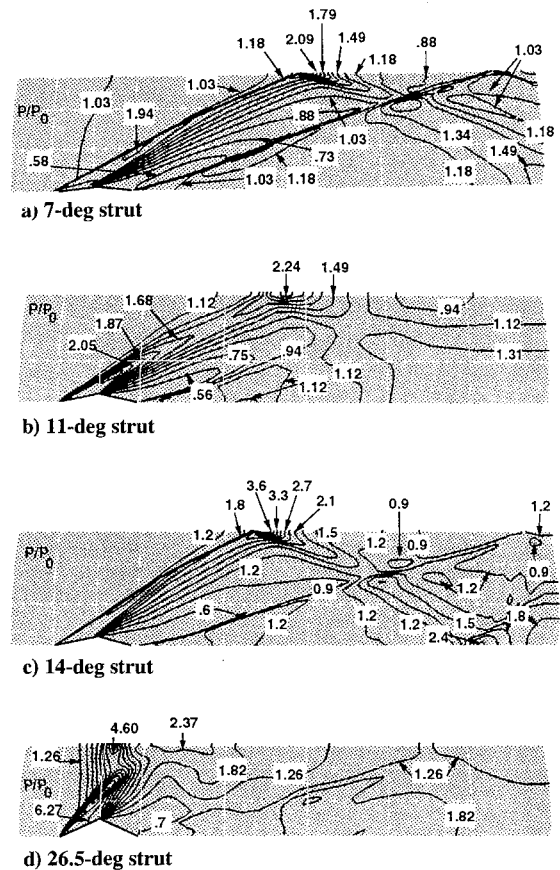 1.79
2.09 1.49
1.18 1.18 .88 1.03
P/P0 1.03 1.03
1.94 .88
1.03 1.34 1.18
.58 .73 1.49
1.03 1.18 1.18
a) 7-deg strut
2.24 1.49
P/P0 1.68 1.12 .94
1.87 1.12
2.05 .75 .94 1.31
.56 1.12 1.12
b) 11-deg strut
3.6 2.7
1.8 3.3 2.1 0.9 1.2
P/P0 1.2 1.5 1.2 0.9
1.2 0.9 1.2 0.9
.6 1.2 1.2 1.5 1.8
2.4
c) 14-deg strut
4.60 2.37
1.26 1.82 1.26 1.26
P/P0
6.27 .7 1.82
d) 26.5-deg strut